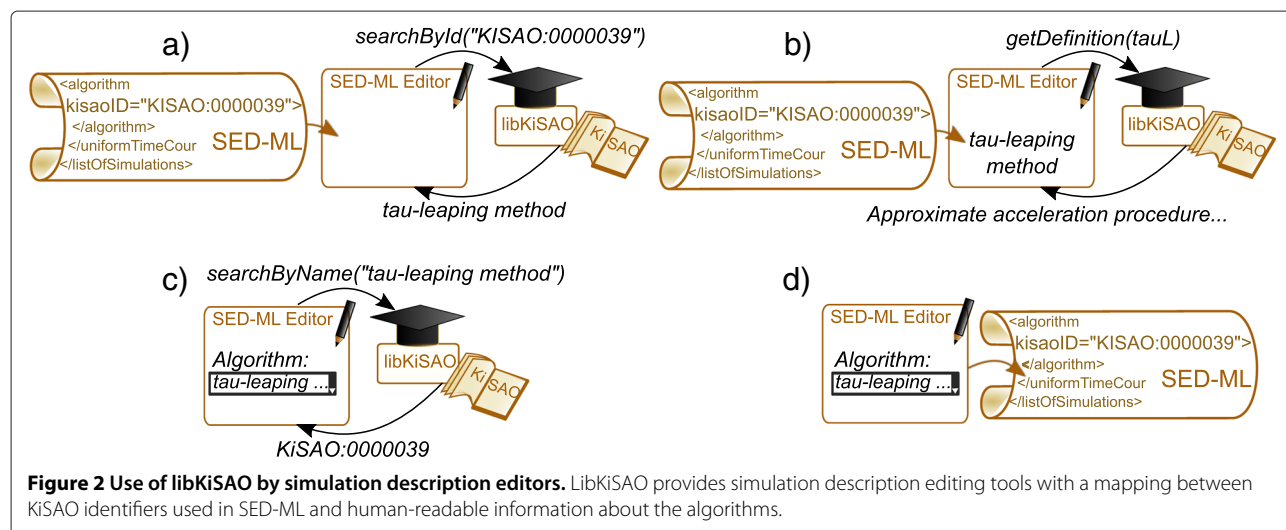 a)
searchById("KISAO:0000039")
<algorithm
kisaoID="KISAO:0000039">
</algorithm>
</uniformTimeCour
</listOfSimulations>
SED-ML
SED-ML Editor
libKiSAO
Ki
SAO
tau-leaping method
b)
getDefinition(tauL)
<algorithm
kisaoID="KISAO:0000039">
</algorithm>
</uniformTimeCour
</listOfSimulations>
SED-ML
SED-ML Editor
tau-leaping
method
libKiSAO
Ki
SAO
Approximate acceleration procedure...
c)
searchByName("tau-leaping method")
SED-ML Editor
Algorithm:
tau-leaping ...
libKiSAO
Ki
SAO
KiSAO:0000039
d)
SED-ML Editor
Algorithm:
tau-leaping ...
<algorithm
kisaoID="KISAO:0000039">
</algorithm>
</uniformTimeCour
</listOfSimulations>
SED-ML
Figure 2 Use of libKiSAO by simulation description editors. LibKiSAO provides simulation description editing tools with a mapping between
KiSAO identifiers used in SED-ML and human-readable information about the algorithms.